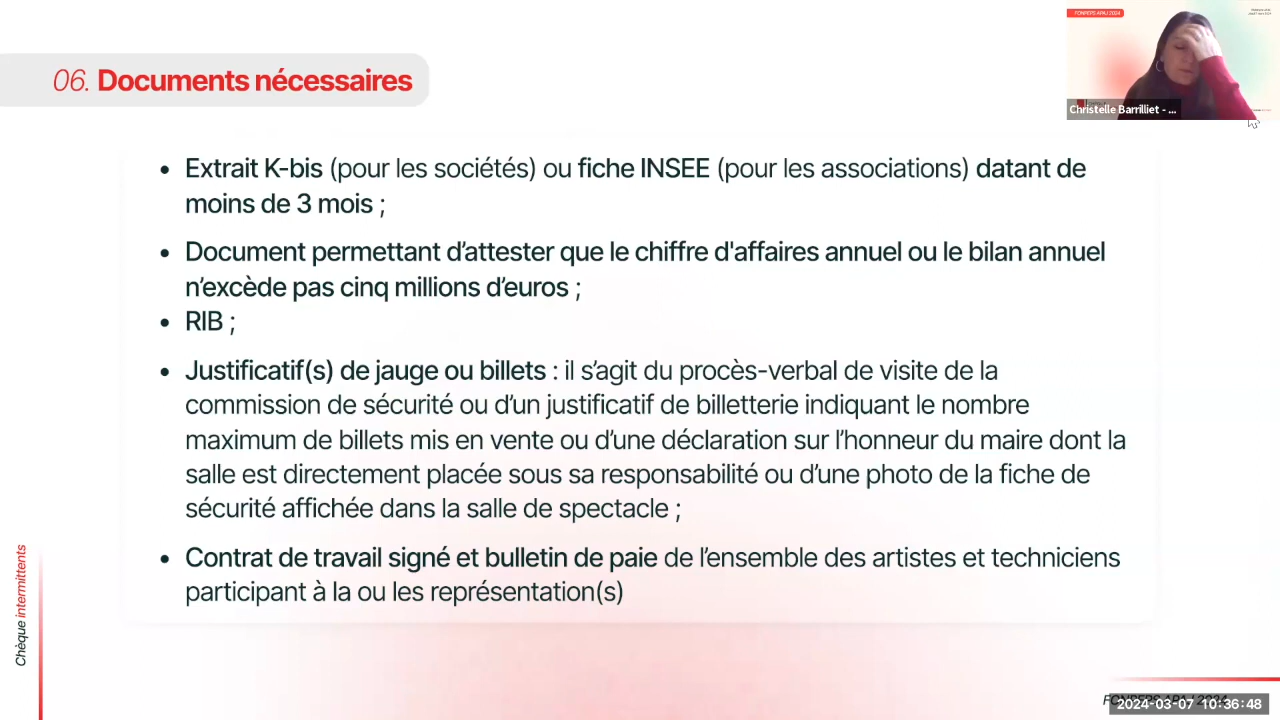 FONPEPS APAJ 2024
06. Documents nécessaires
Christelle Barrilliet - ...
• Extrait K-bis (pour les sociétés) ou fiche INSEE (pour les associations) datant de
moins de 3 mois ;
• Document permettant d’attester que le chiffre d'affaires annuel ou le bilan annuel
n’excède pas cinq millions d’euros ;
• RIB ;
• Justificatif(s) de jauge ou billets : il s’agit du procès-verbal de visite de la
commission de sécurité ou d’un justificatif de billetterie indiquant le nombre
maximum de billets mis en vente ou d’une déclaration sur l’honneur du maire dont la
salle est directement placée sous sa responsabilité ou d’une photo de la fiche de
sécurité affichée dans la salle de spectacle ;
• Contrat de travail signé et bulletin de paie de l’ensemble des artistes et techniciens
participant à la ou les représentation(s)
Chèque intermittents
FONPEPS APAJ 2024
2024-03-07 10:36:48